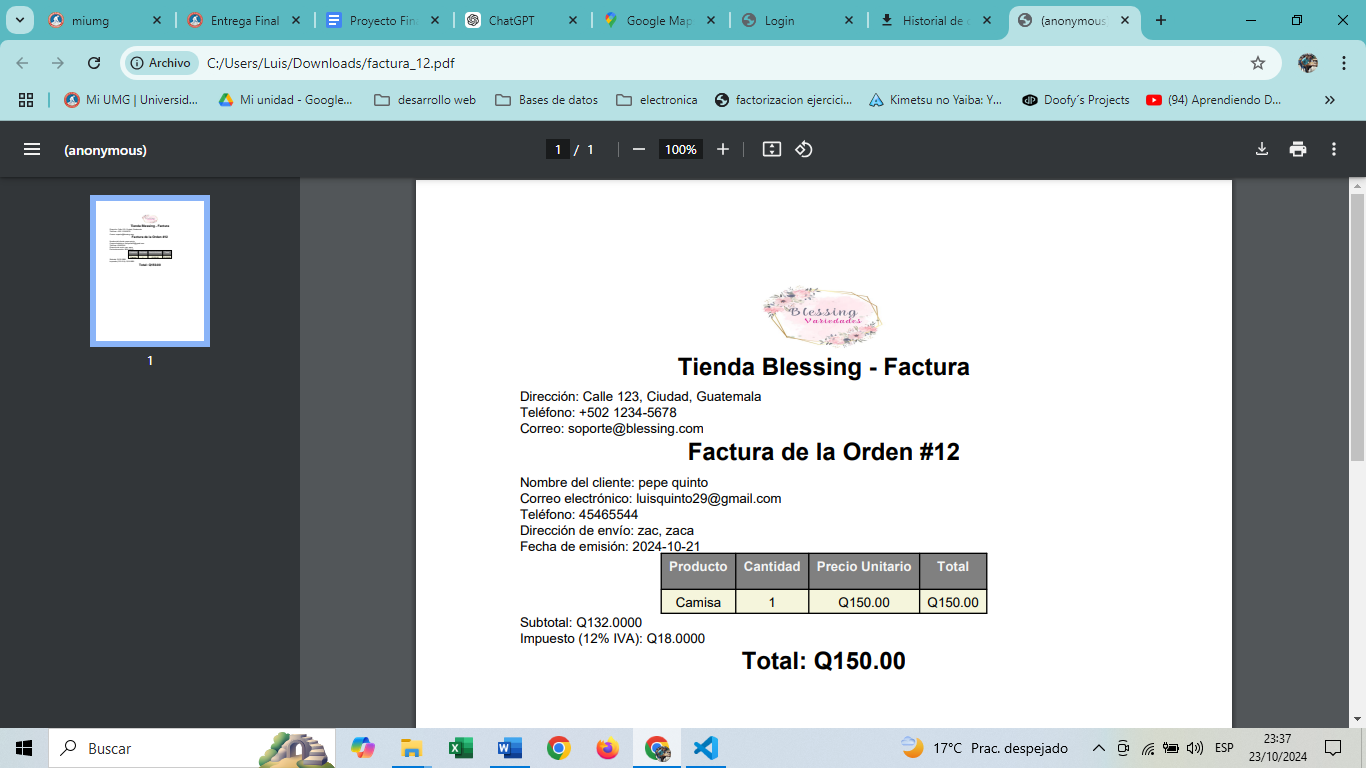 miumg
Entrega Final
Proyecto Fin
ChatGPT
Google Map
Login
Historial de
(anonymous
Archivo
C:/Users/Luis/Downloads/factura_12.pdf
Mi UMG | Universid...
Mi unidad - Google...
desarrollo web
Bases de datos
electronica
factorizacion ejercici...
Kimetsu no Yaiba: Y...
Doofy´s Projects
(94) Aprendiendo D...
(anonymous)
1 / 1
100%
1
Blessing
Variedades
Tienda Blessing - Factura
Dirección: Calle 123, Ciudad, Guatemala
Teléfono: +502 1234-5678
Correo: soporte@blessing.com
Factura de la Orden #12
Nombre del cliente: pepe quinto
Correo electrónico: luisquinto29@gmail.com
Teléfono: 45465544
Dirección de envío: zac, zaca
Fecha de emisión: 2024-10-21
Producto Cantidad Precio Unitario Total
Camisa 1 Q150.00 Q150.00
Subtotal: Q132.0000
Impuesto (12% IVA): Q18.0000
Total: Q150.00
Buscar
17°C Prac. despejado
ESP
23:37
23/10/2024